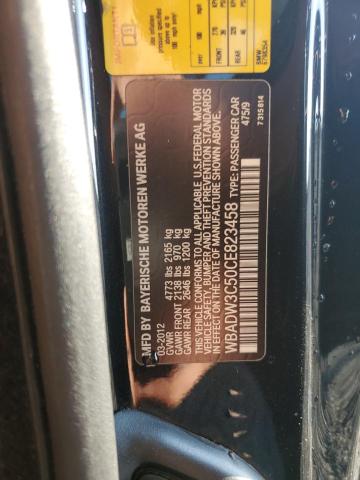 MFD BY BAYERISCHE MOTOREN WERKE AG
03-2012
GVWR 4773 lbs 2165 kg
GAWR FRONT 2138 lbs 970 kg
GAWR REAR 2646 lbs 1200 kg
THIS VEHICLE CONFORMS TO ALL APPLICABLE U.S. FEDERAL MOTOR
VEHICLE SAFETY, BUMPER AND THEFT PREVENTION STANDARDS
IN EFFECT ON THE DATE OF MANUFACTURE SHOWN ABOVE.
WBADW3C50CE823458 TYPE: PASSENGER CAR
475/9
7 315 814